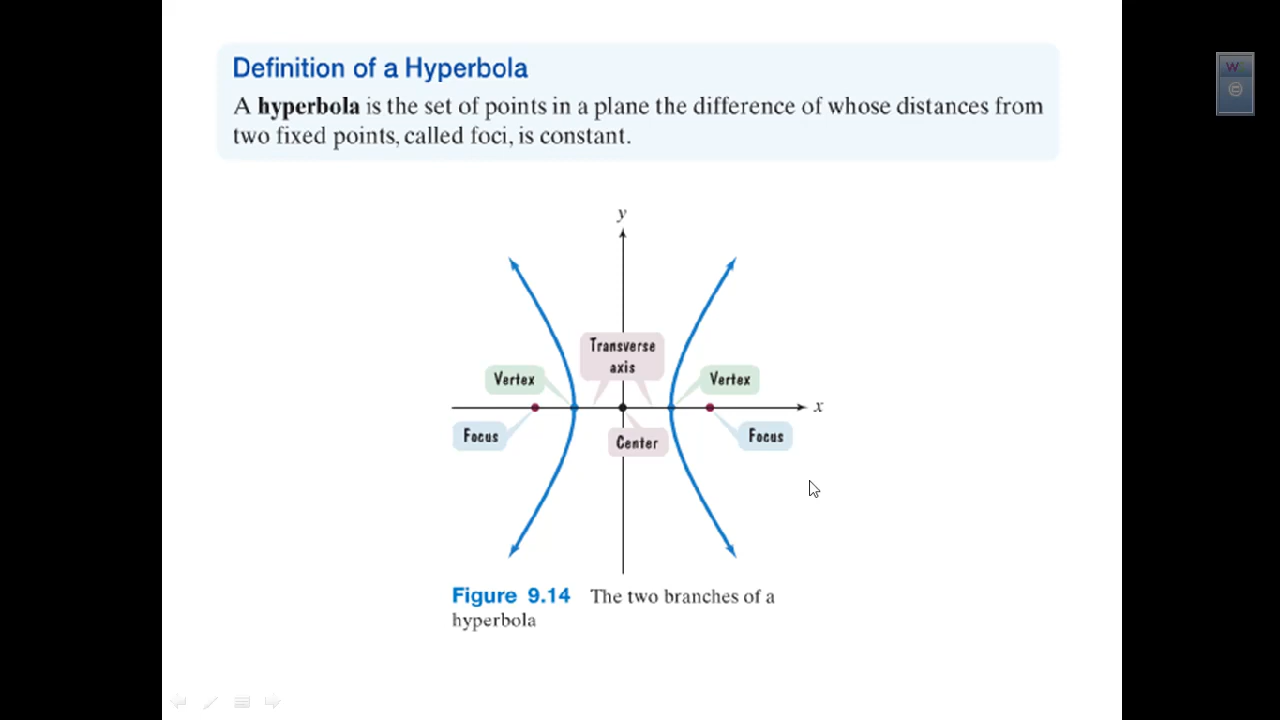 Definition of a Hyperbola
A hyperbola is the set of points in a plane the difference of whose distances from
two fixed points, called foci, is constant.
y
Transverse
axis
Vertex
Vertex
x
Focus
Center
Focus
Figure 9.14 The two branches of a
hyperbola
W